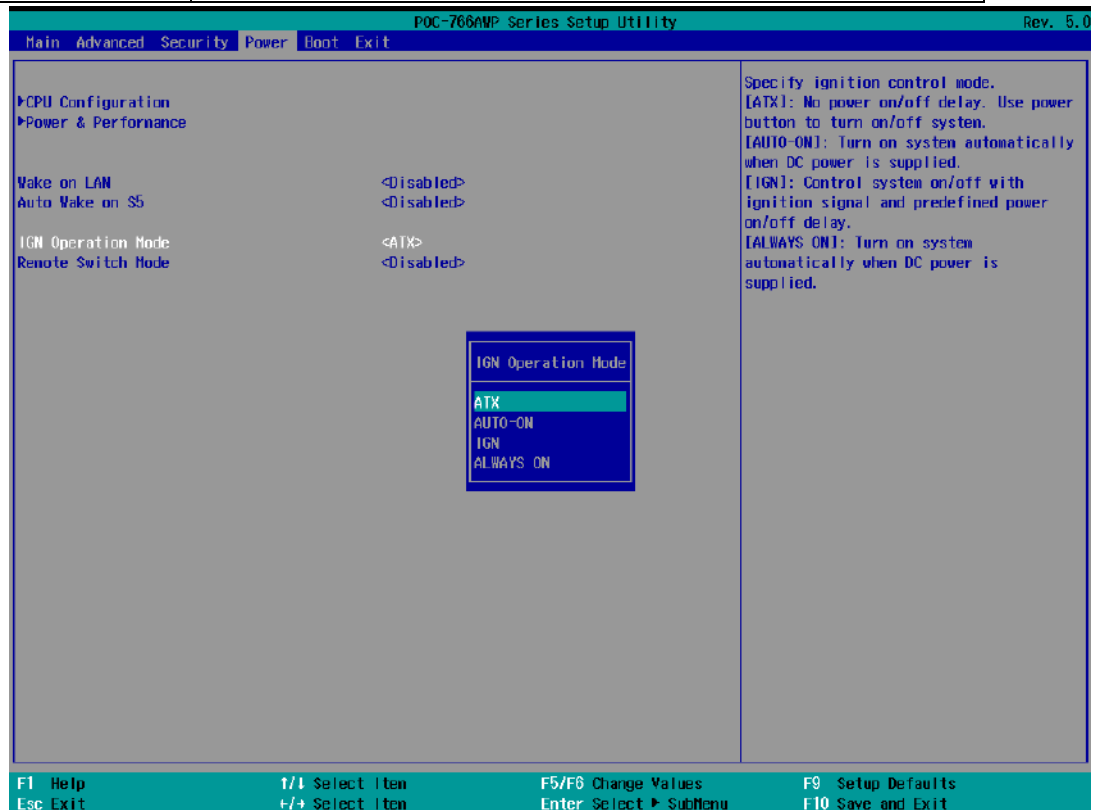 POC-766AWP Series Setup Utility Rev. 5.0
Main Advanced Security Power Boot Exit
▶CPU Configuration
▶Power & Performance
Wake on LAN <Disabled>
Auto Wake on S5 <Disabled>
IGN Operation Mode <ATX>
Remote Switch Mode <Disabled>
Specify ignition control mode.
[ATX]: No power on/off delay. Use power
button to turn on/off system.
[AUTO-ON]: Turn on system automatically
when DC power is supplied.
[IGN]: Control system on/off with
ignition signal and predefined power
on/off delay.
[ALWAYS ON]: Turn on system
automatically when DC power is
supplied.
IGN Operation Mode
ATX
AUTO-ON
IGN
ALWAYS ON
F1 Help ↑/↓ Select Item F5/F6 Change Values F9 Setup Defaults
Esc Exit ←/→ Select Item Enter Select ▶ SubMenu F10 Save and Exit